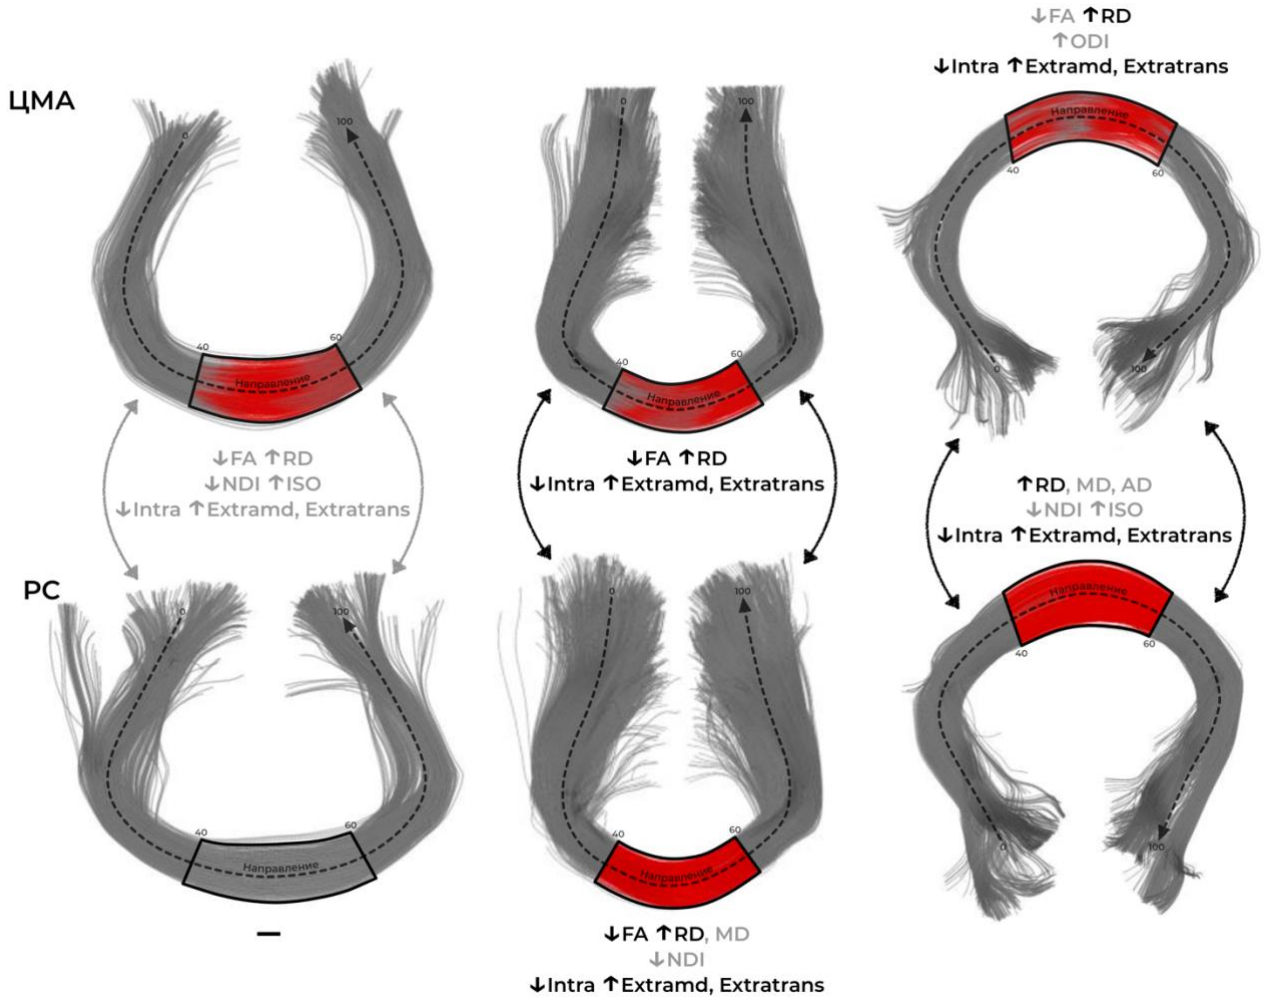 ↓FA ↑RD
↑ODI
↓Intra ↑Extramd, Extratrans
ЦМА
0
100
40
60
Направление
0
100
40
60
Направление
Направление
40
60
0
100
↓FA ↑RD
↓NDI ↑ISO
↓Intra ↑Extramd, Extratrans
↓FA ↑RD
↓Intra ↑Extramd, Extratrans
↑RD, MD, AD
↓NDI ↑ISO
↓Intra ↑Extramd, Extratrans
РС
0
100
40
60
Направление
–
0
100
40
60
Направление
↓FA ↑RD, MD
↓NDI
↓Intra ↑Extramd, Extratrans
Направление
40
60
0
100